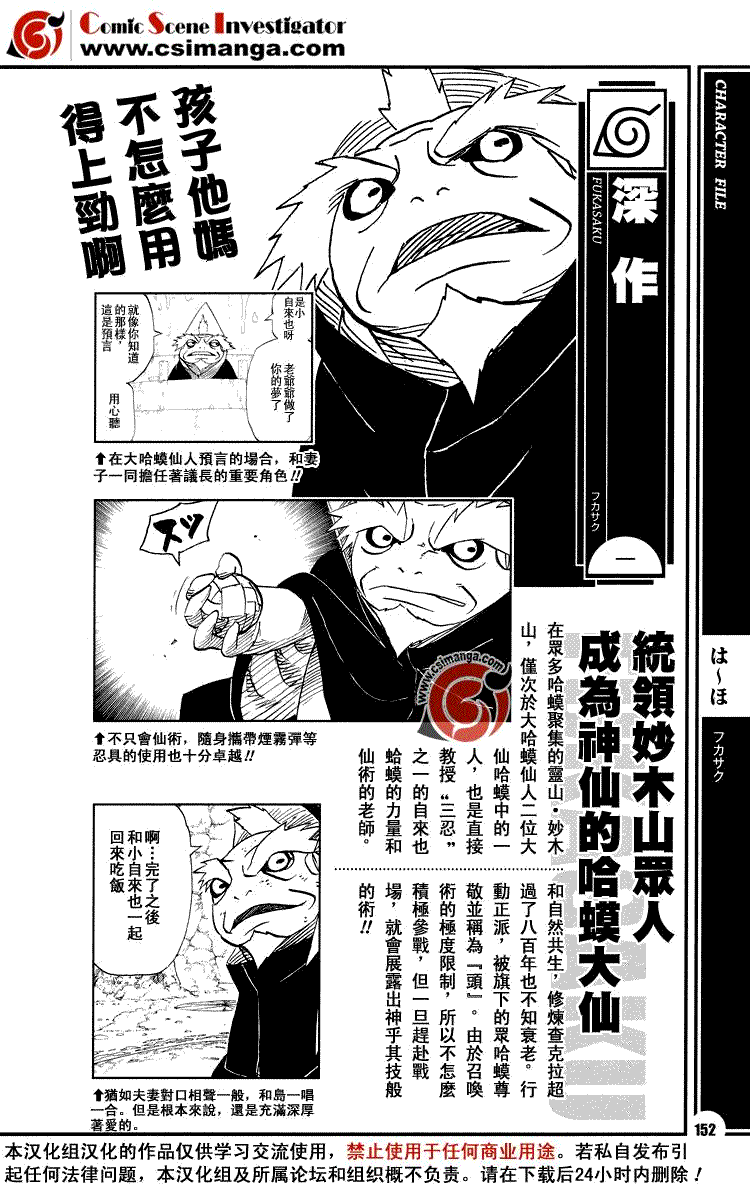 Comic Scene Investigator
www.csimanga.com
CHARACTER FILE
深作
FUKASAKU
フカサク
一
孩子他媽
不怎麼用
得上勁啊
是小
自來也呀
老爺爺做了
你的夢了
就像你知道
的那樣，
這是預言
用心聽
⬆在大哈蟆仙人預言的場合，和妻
子一同擔任著議長的重要角色!!
スッ
⬆不只會仙術，隨身攜帶煙霧彈等
忍具的使用也十分卓越!!
啊…完了之後
和小自來也一起
回來吃飯
⬆猶如夫妻對口相聲一般，和島一唱
一合。但是根本來說，還是充滿深厚
著愛的。
統領妙木山眾人
成為神仙的哈蟆大仙
在眾多哈蟆聚集的靈山・妙木
山，僅次於大哈蟆仙人二位大
仙哈蟆中的一
人，也是直接
教授“三忍”
之一的自來也
蛤蟆的力量和
仙術的老師。
和自然共生，修煉查克拉超
過了八百年也不知衰老。行
動正派，被旗下的眾哈蟆尊
敬並稱為『頭』。由於召喚
術的極度限制，所以不怎麼
積極參戰，但一旦趕赴戰
場，就會展露出神乎其技般
的術!!
www.csimanga.com
は〜ほ
フカサク
152
本汉化组汉化的作品仅供学习交流使用，禁止使用于任何商业用途。若私自发布引
起任何法律问题，本汉化组及所属论坛和组织概不负责。请在下载后24小时内删除！